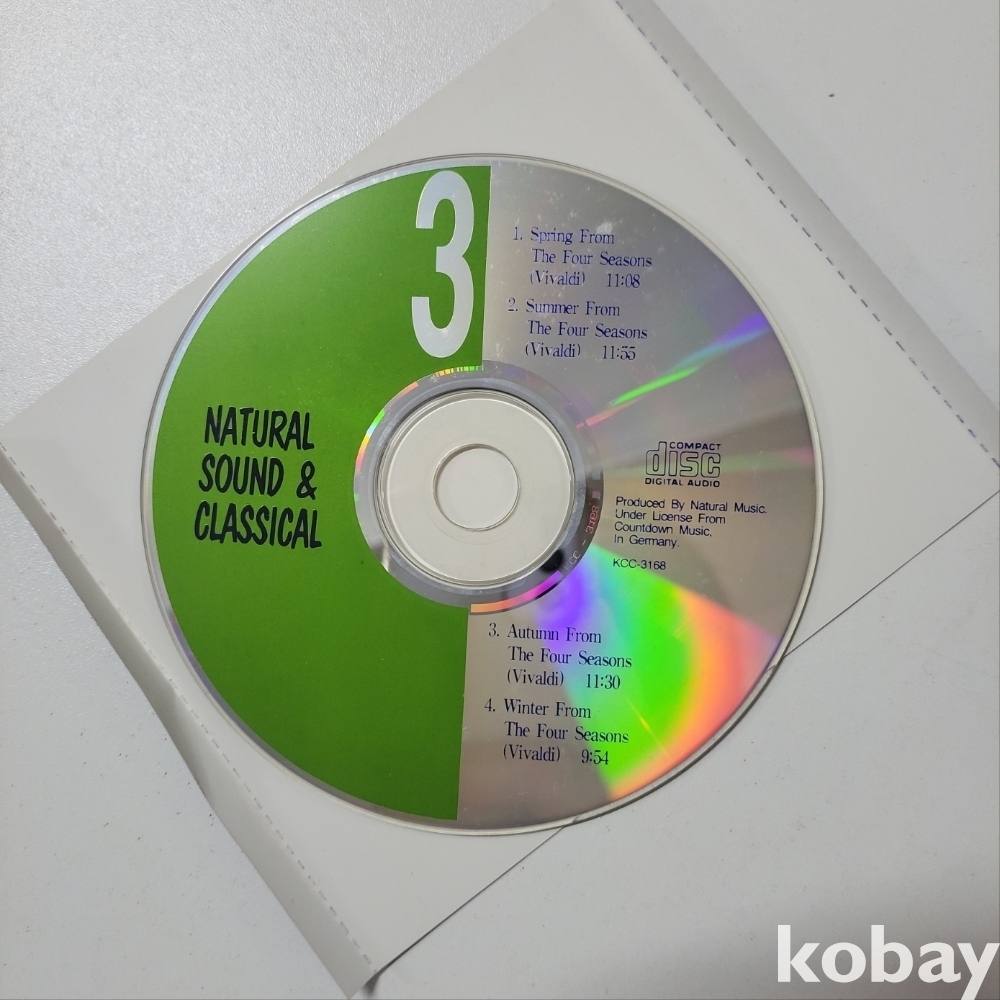 3
NATURAL
SOUND &
CLASSICAL
1. Spring From
The Four Seasons
(Vivaldi) 11:08
2. Summer From
The Four Seasons
(Vivaldi) 11:55
COMPACT
disc
DIGITAL AUDIO
Produced By Natural Music.
Under License From
Countdown Music.
In Germany.
KCC-3168
3. Autumn From
The Four Seasons
(Vivaldi) 11:30
4. Winter From
The Four Seasons
(Vivaldi) 9:54
kobay